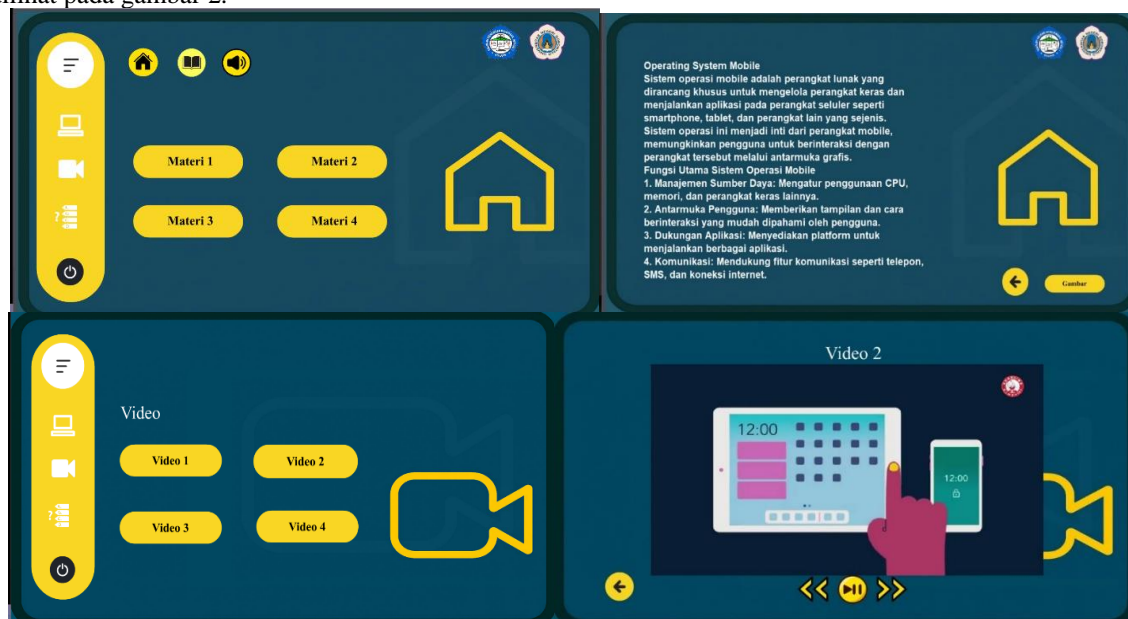 Materi 1 Materi 2
Materi 3 Materi 4
Operating System Mobile
Sistem operasi mobile adalah perangkat lunak yang
dirancang khusus untuk mengelola perangkat keras dan
menjalankan aplikasi pada perangkat seluler seperti
smartphone, tablet, dan perangkat lain yang sejenis.
Sistem operasi ini menjadi inti dari perangkat mobile,
memungkinkan pengguna untuk berinteraksi dengan
perangkat tersebut melalui antarmuka grafis.
Fungsi Utama Sistem Operasi Mobile
1. Manajemen Sumber Daya: Mengatur penggunaan CPU,
memori, dan perangkat keras lainnya.
2. Antarmuka Pengguna: Memberikan tampilan dan cara
berinteraksi yang mudah dipahami oleh pengguna.
3. Dukungan Aplikasi: Menyediakan platform untuk
menjalankan berbagai aplikasi.
4. Komunikasi: Mendukung fitur komunikasi seperti telepon,
SMS, dan koneksi internet.
Gambar
?
Video
Video 1 Video 2
Video 3 Video 4
?
Video 2
12:00
12:00